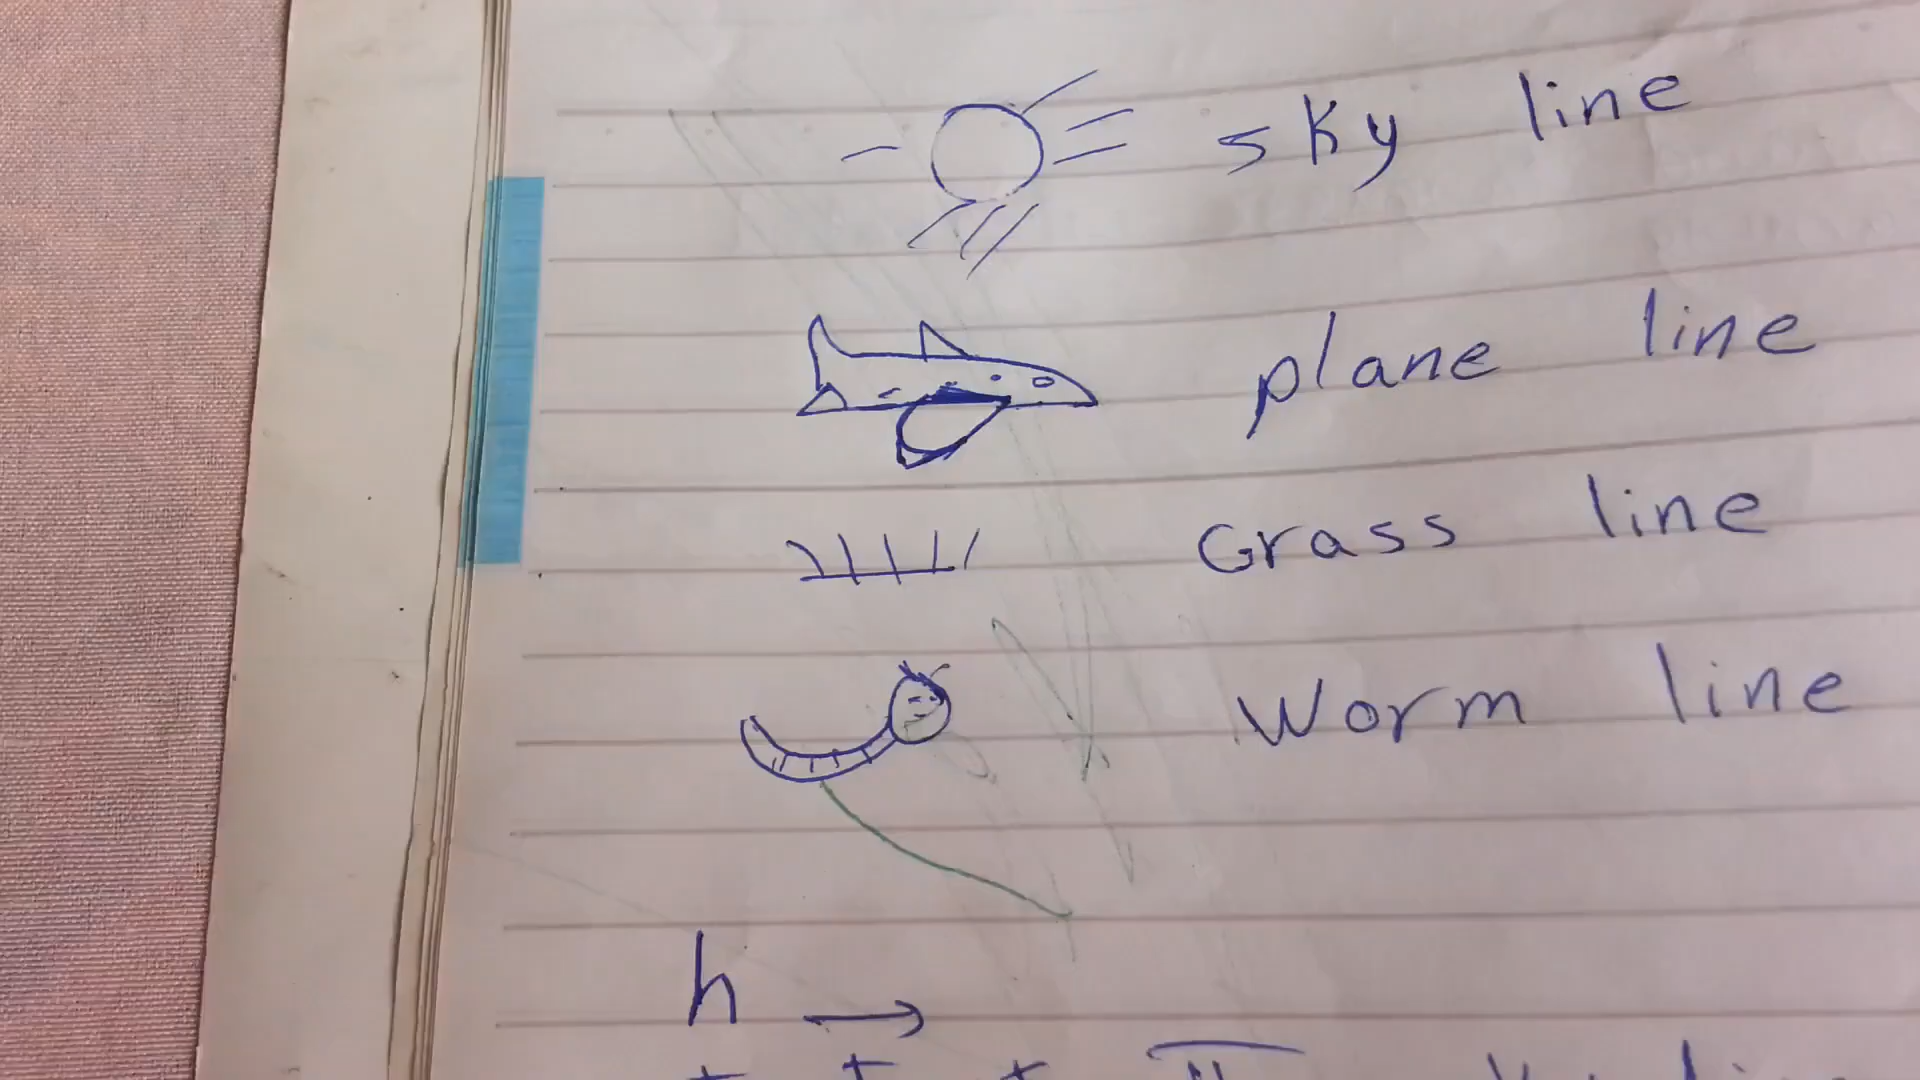 sky line
plane line
Grass line
Worm line
h →